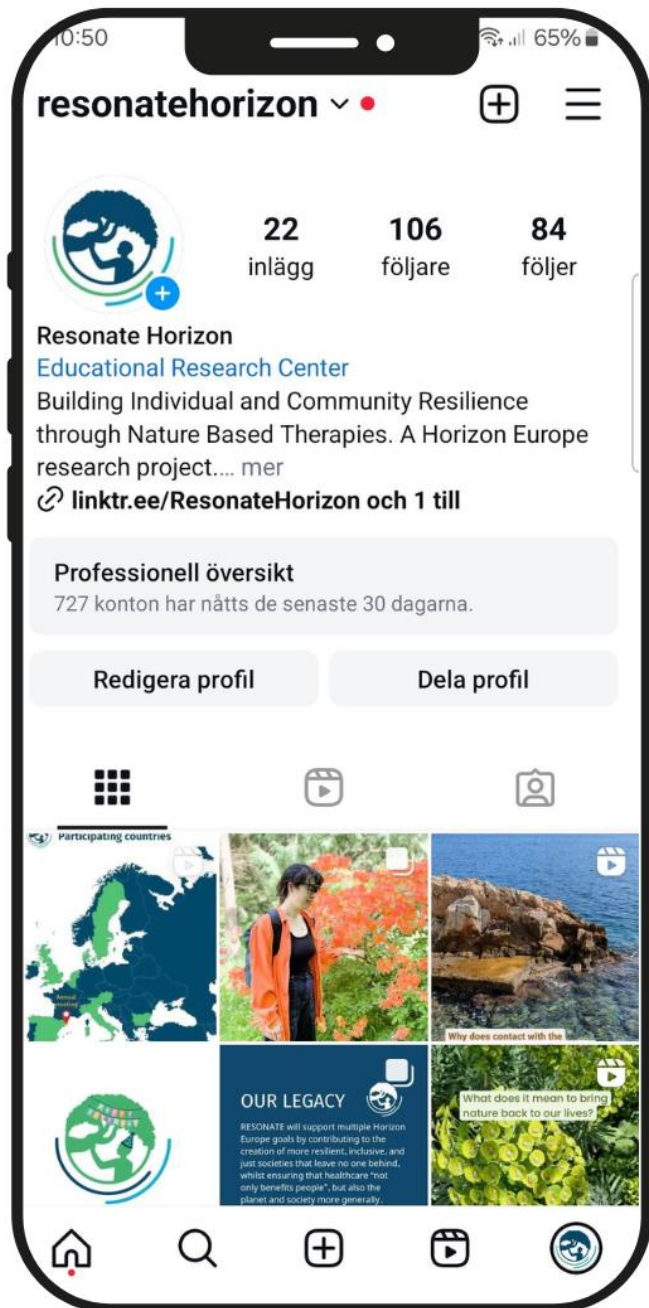 10:50
65%
resonatehorizon
22
inlägg
106
följare
84
följer
Resonate Horizon
Educational Research Center
Building Individual and Community Resilience
through Nature Based Therapies. A Horizon Europe
research project.... mer
linktr.ee/ResonateHorizon och 1 till
Professionell översikt
727 konton har nåtts de senaste 30 dagarna.
Redigera profil
Dela profil
Participating countries
Annual
meeting
Why does contact with the
OUR LEGACY
RESONATE will support multiple Horizon
Europe goals by contributing to the
creation of more resilient, inclusive, and
just societies that leave no one behind,
whilst ensuring that healthcare "not
only benefits people", but also the
planet and society more generally.
What does it mean to bring
nature back to our lives?